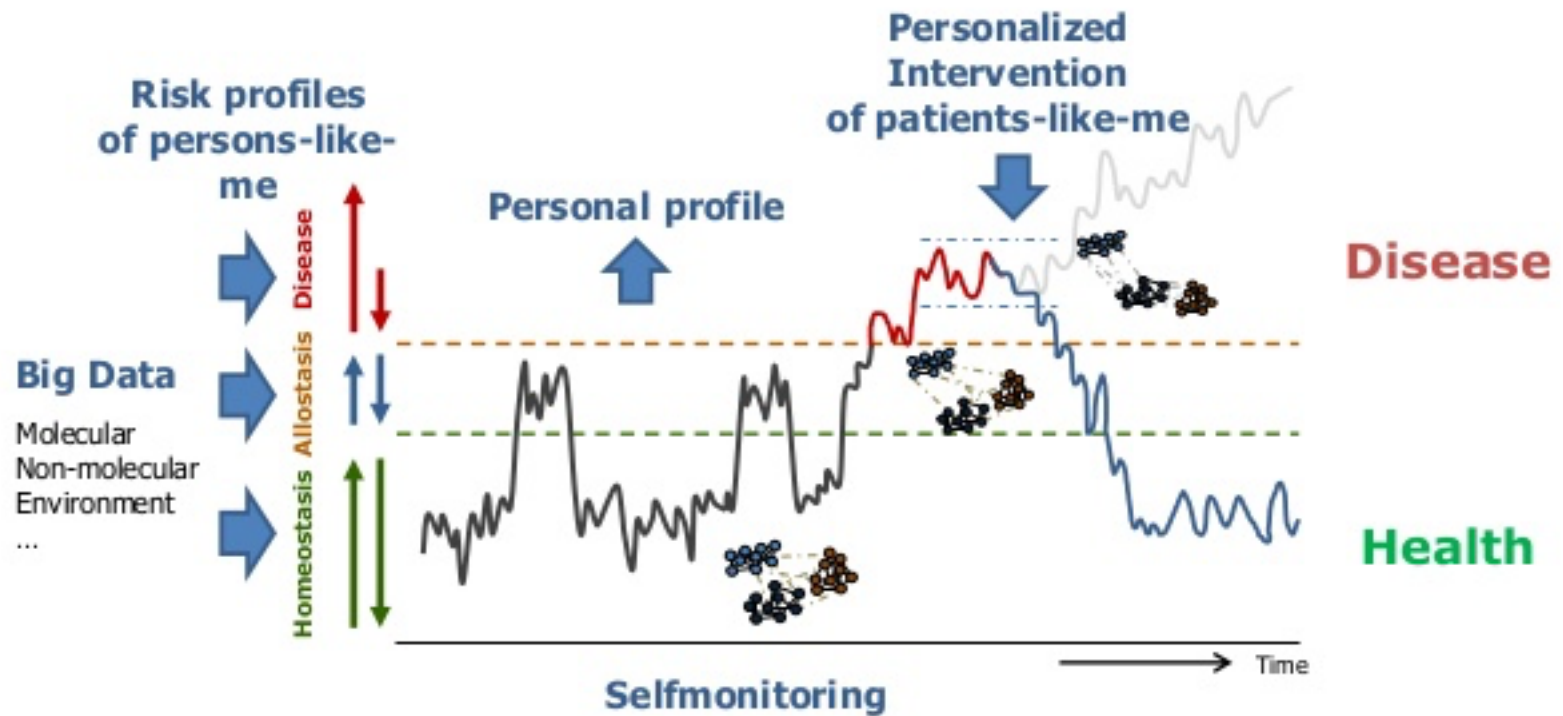 Personalized
Intervention
of patients-like-me
Risk profiles
of persons-like-
me
Personal profile
Disease
Allostasis
Homeostasis
Big Data
Molecular
Non-molecular
Environment
...
Disease
Health
Time
Selfmonitoring